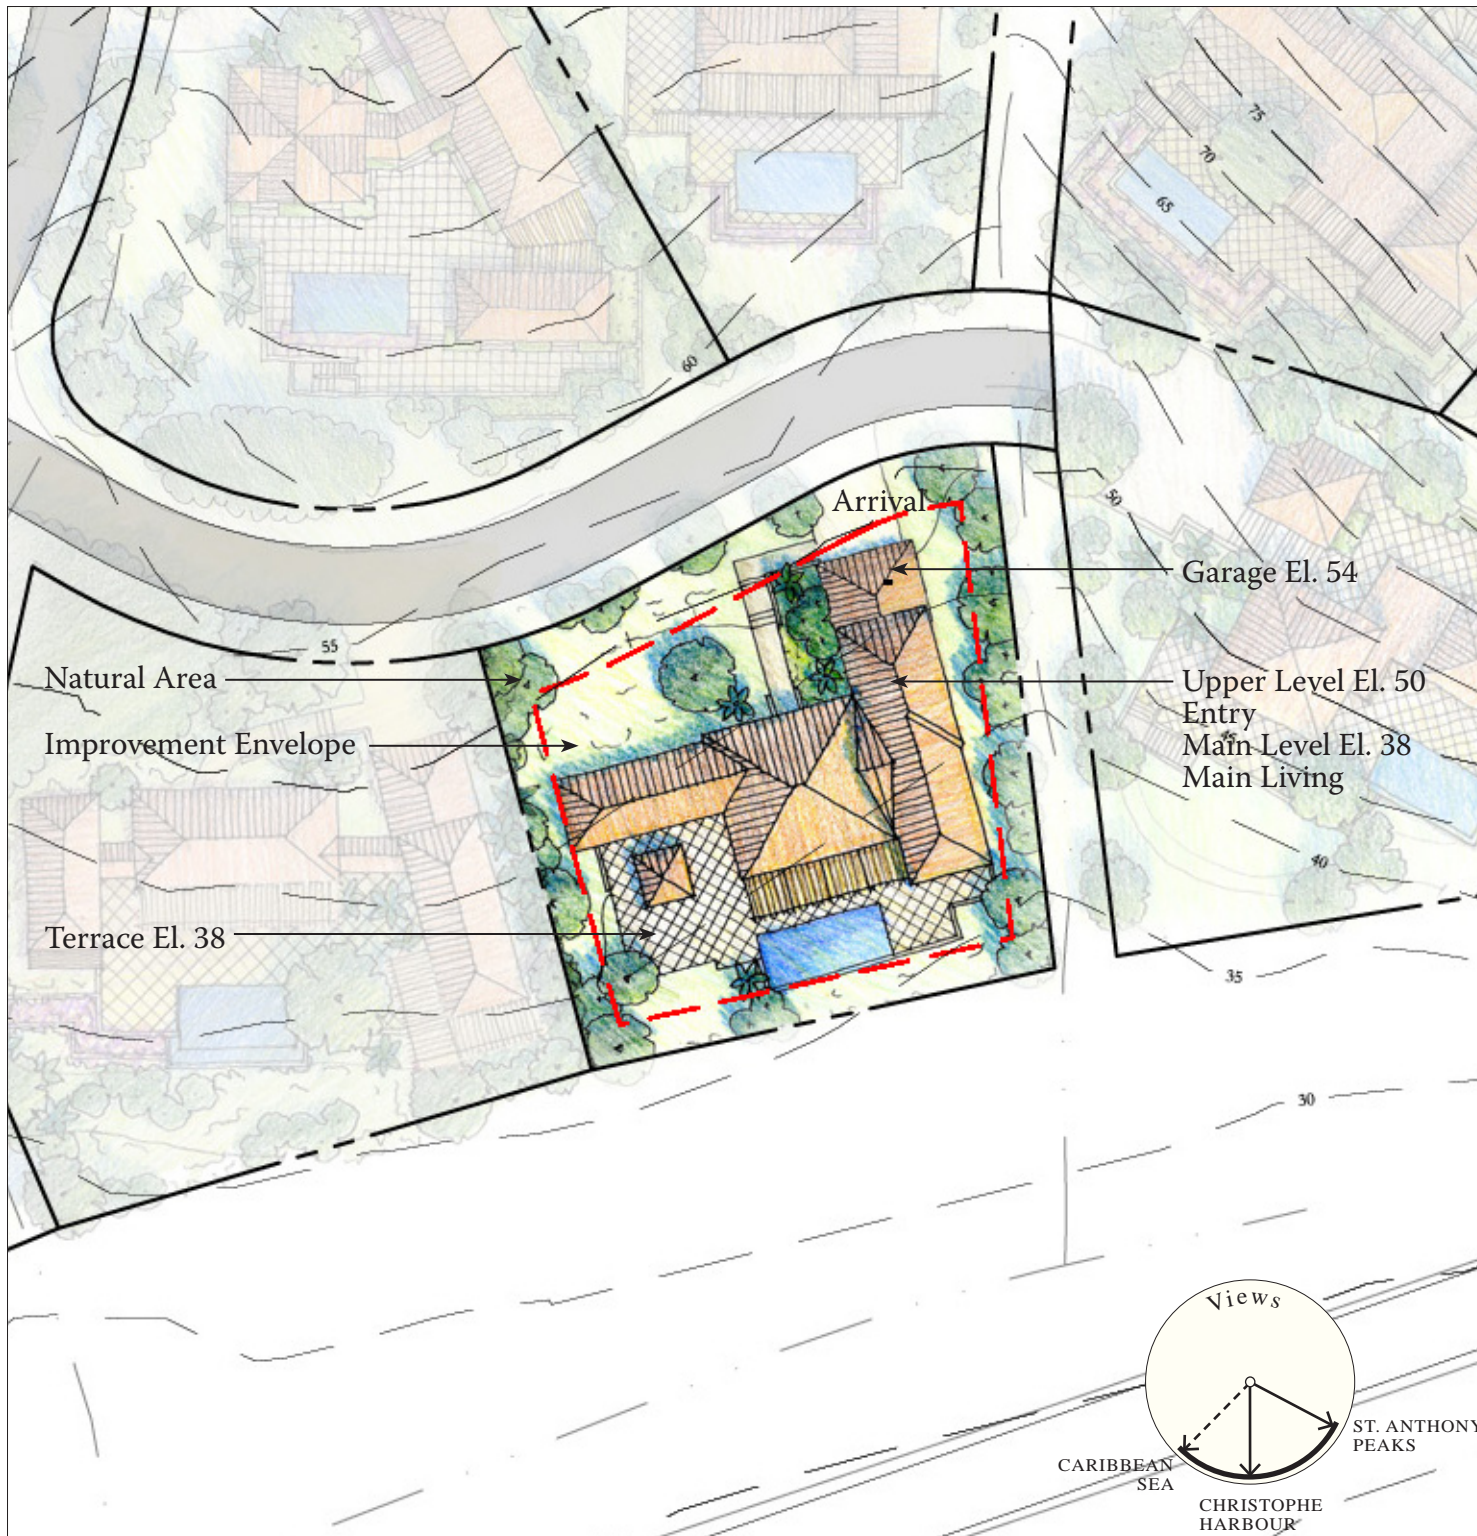 75
70
65
60
Arrival
50
Garage El. 54
55
Natural Area
Upper Level El. 50
Entry
45
Main Level El. 38
Main Living
Improvement Envelope
40
Terrace El. 38
35
30
Views
ST. ANTHONY
PEAKS
CARIBBEAN
SEA
CHRISTOPHE
HARBOUR